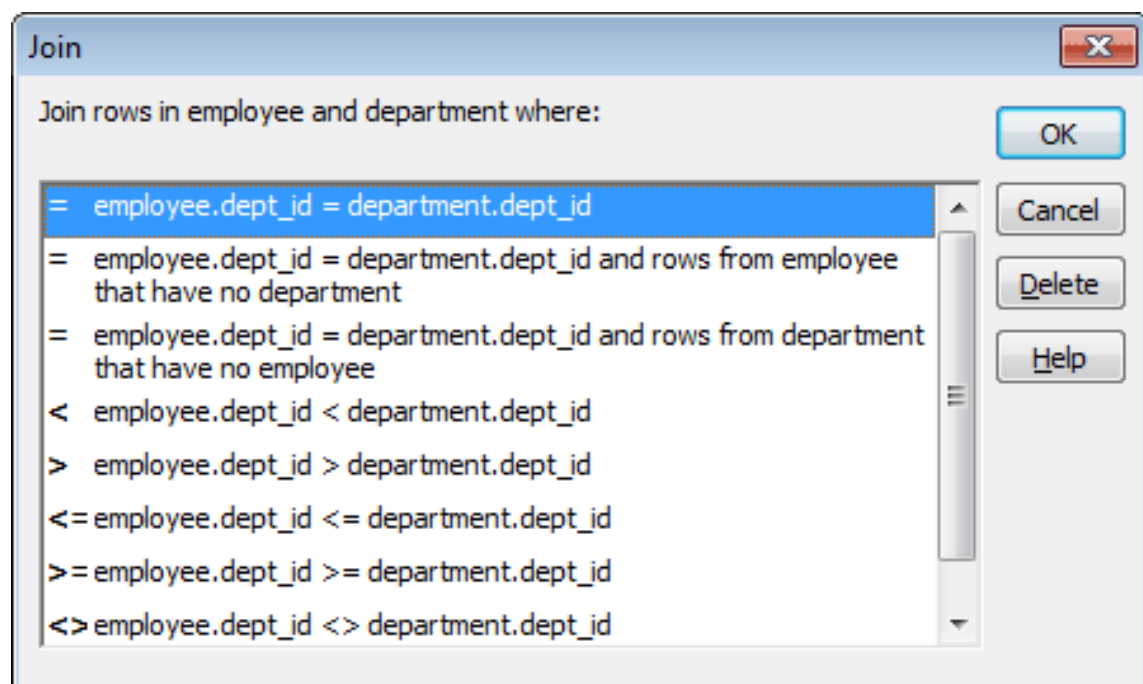 Join
Join rows in employee and department where:
OK
= employee.dept_id = department.dept_id
Cancel
= employee.dept_id = department.dept_id and rows from employee
that have no department
Delete
= employee.dept_id = department.dept_id and rows from department
that have no employee
Help
< employee.dept_id < department.dept_id
> employee.dept_id > department.dept_id
<= employee.dept_id <= department.dept_id
>= employee.dept_id >= department.dept_id
<> employee.dept_id <> department.dept_id